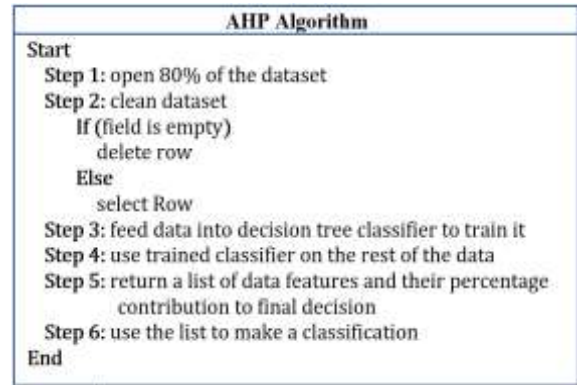 AHP Algorithm
Start
Step 1: open 80% of the dataset
Step 2: clean dataset
If (field is empty)
delete row
Else
select Row
Step 3: feed data into decision tree classifier to train it
Step 4: use trained classifier on the rest of the data
Step 5: return a list of data features and their percentage
contribution to final decision
Step 6: use the list to make a classification
End